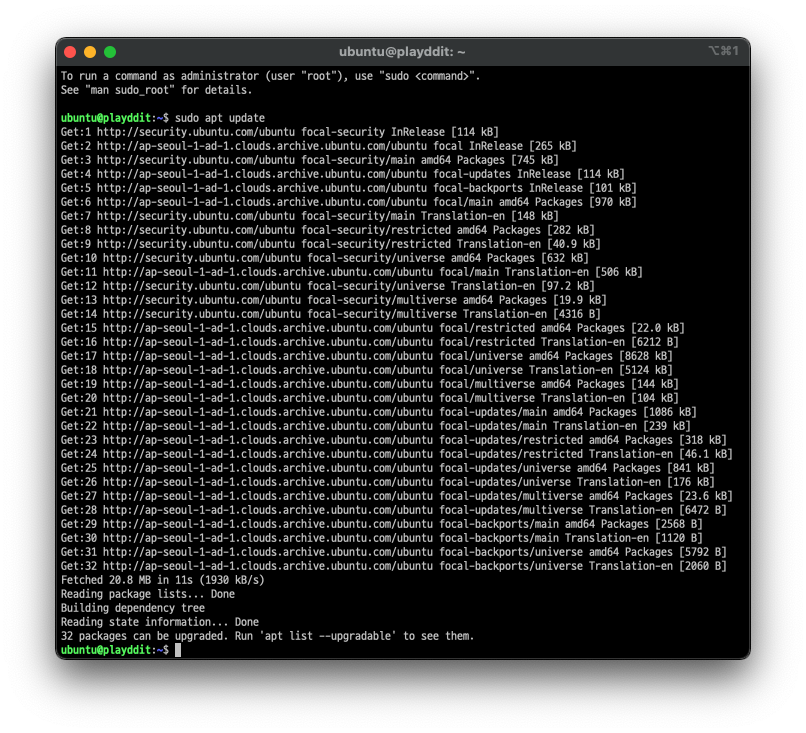 ubuntu@playddit: ~
⌥⌘1
To run a command as administrator (user "root"), use "sudo <command>".
See "man sudo_root" for details.
ubuntu@playddit:~$ sudo apt update
Get:1 http://security.ubuntu.com/ubuntu focal-security InRelease [114 kB]
Get:2 http://ap-seoul-1-ad-1.clouds.archive.ubuntu.com/ubuntu focal InRelease [265 kB]
Get:3 http://security.ubuntu.com/ubuntu focal-security/main amd64 Packages [745 kB]
Get:4 http://ap-seoul-1-ad-1.clouds.archive.ubuntu.com/ubuntu focal-updates InRelease [114 kB]
Get:5 http://ap-seoul-1-ad-1.clouds.archive.ubuntu.com/ubuntu focal-backports InRelease [101 kB]
Get:6 http://ap-seoul-1-ad-1.clouds.archive.ubuntu.com/ubuntu focal/main amd64 Packages [970 kB]
Get:7 http://security.ubuntu.com/ubuntu focal-security/main Translation-en [148 kB]
Get:8 http://security.ubuntu.com/ubuntu focal-security/restricted amd64 Packages [282 kB]
Get:9 http://security.ubuntu.com/ubuntu focal-security/restricted Translation-en [40.9 kB]
Get:10 http://security.ubuntu.com/ubuntu focal-security/universe amd64 Packages [632 kB]
Get:11 http://ap-seoul-1-ad-1.clouds.archive.ubuntu.com/ubuntu focal/main Translation-en [506 kB]
Get:12 http://security.ubuntu.com/ubuntu focal-security/universe Translation-en [97.2 kB]
Get:13 http://security.ubuntu.com/ubuntu focal-security/multiverse amd64 Packages [19.9 kB]
Get:14 http://security.ubuntu.com/ubuntu focal-security/multiverse Translation-en [4316 B]
Get:15 http://ap-seoul-1-ad-1.clouds.archive.ubuntu.com/ubuntu focal/restricted amd64 Packages [22.0 kB]
Get:16 http://ap-seoul-1-ad-1.clouds.archive.ubuntu.com/ubuntu focal/restricted Translation-en [6212 B]
Get:17 http://ap-seoul-1-ad-1.clouds.archive.ubuntu.com/ubuntu focal/universe amd64 Packages [8628 kB]
Get:18 http://ap-seoul-1-ad-1.clouds.archive.ubuntu.com/ubuntu focal/universe Translation-en [5124 kB]
Get:19 http://ap-seoul-1-ad-1.clouds.archive.ubuntu.com/ubuntu focal/multiverse amd64 Packages [144 kB]
Get:20 http://ap-seoul-1-ad-1.clouds.archive.ubuntu.com/ubuntu focal/multiverse Translation-en [104 kB]
Get:21 http://ap-seoul-1-ad-1.clouds.archive.ubuntu.com/ubuntu focal-updates/main amd64 Packages [1086 kB]
Get:22 http://ap-seoul-1-ad-1.clouds.archive.ubuntu.com/ubuntu focal-updates/main Translation-en [239 kB]
Get:23 http://ap-seoul-1-ad-1.clouds.archive.ubuntu.com/ubuntu focal-updates/restricted amd64 Packages [318 kB]
Get:24 http://ap-seoul-1-ad-1.clouds.archive.ubuntu.com/ubuntu focal-updates/restricted Translation-en [46.1 kB]
Get:25 http://ap-seoul-1-ad-1.clouds.archive.ubuntu.com/ubuntu focal-updates/universe amd64 Packages [841 kB]
Get:26 http://ap-seoul-1-ad-1.clouds.archive.ubuntu.com/ubuntu focal-updates/universe Translation-en [176 kB]
Get:27 http://ap-seoul-1-ad-1.clouds.archive.ubuntu.com/ubuntu focal-updates/multiverse amd64 Packages [23.6 kB]
Get:28 http://ap-seoul-1-ad-1.clouds.archive.ubuntu.com/ubuntu focal-updates/multiverse Translation-en [6472 B]
Get:29 http://ap-seoul-1-ad-1.clouds.archive.ubuntu.com/ubuntu focal-backports/main amd64 Packages [2568 B]
Get:30 http://ap-seoul-1-ad-1.clouds.archive.ubuntu.com/ubuntu focal-backports/main Translation-en [1120 B]
Get:31 http://ap-seoul-1-ad-1.clouds.archive.ubuntu.com/ubuntu focal-backports/universe amd64 Packages [5792 B]
Get:32 http://ap-seoul-1-ad-1.clouds.archive.ubuntu.com/ubuntu focal-backports/universe Translation-en [2060 B]
Fetched 20.8 MB in 11s (1930 kB/s)
Reading package lists... Done
Building dependency tree
Reading state information... Done
32 packages can be upgraded. Run 'apt list --upgradable' to see them.
ubuntu@playddit:~$